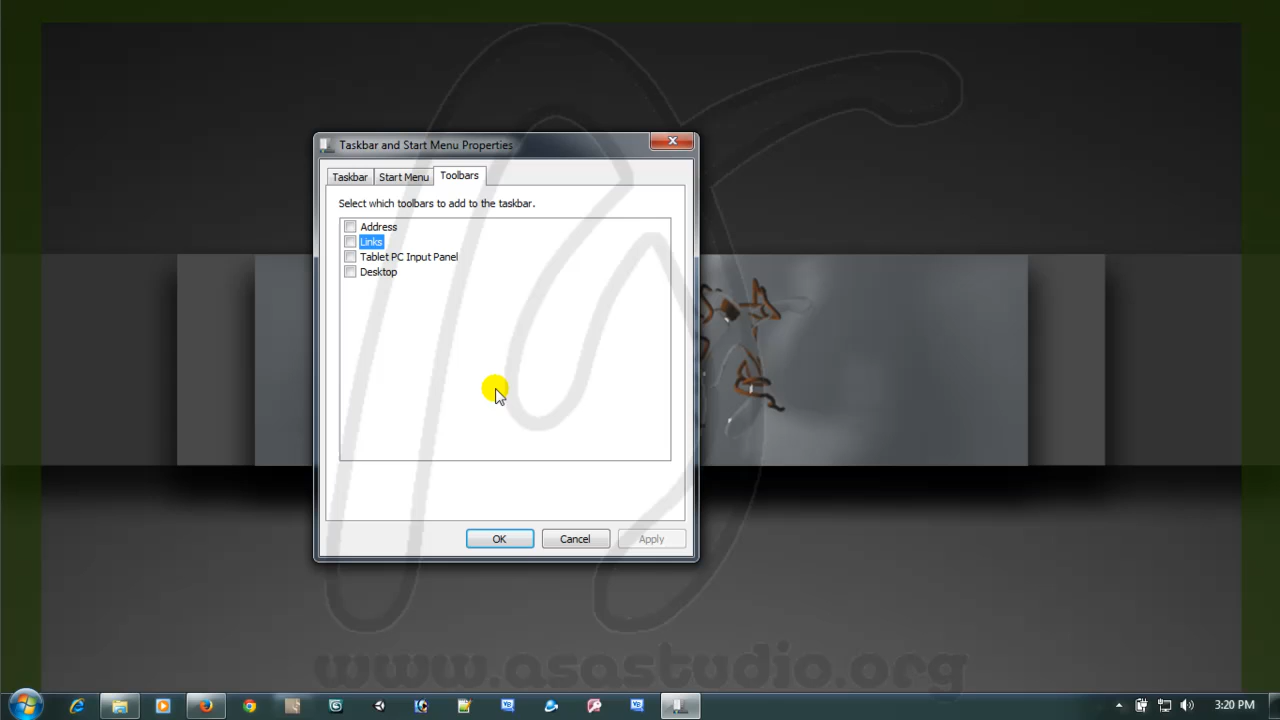 Taskbar and Start Menu Properties
Taskbar
Start Menu
Toolbars
Select which toolbars to add to the taskbar.
Address
Links
Tablet PC Input Panel
Desktop
OK
Cancel
Apply
www.asastudio.org
3:20 PM